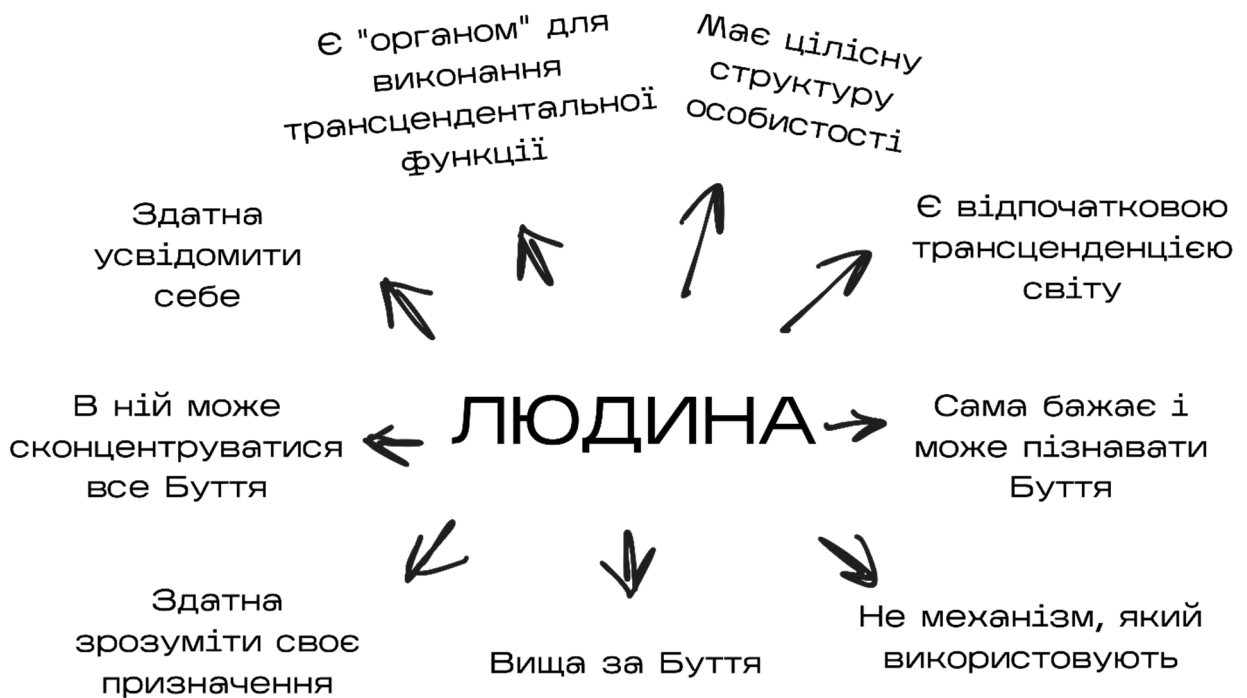 Є "органом" для
виконання
трансцендентальної
функції
Має цілісну
структуру
особистості
Здатна
усвідомити
себе
Є відпочатковою
трансценденцією
світу
В ній може
сконцентруватися
все Буття
ЛЮДИНА
Сама бажає і
може пізнавати
Буття
Здатна
зрозуміти своє
призначення
Вища за Буття
Не механізм, який
використовують